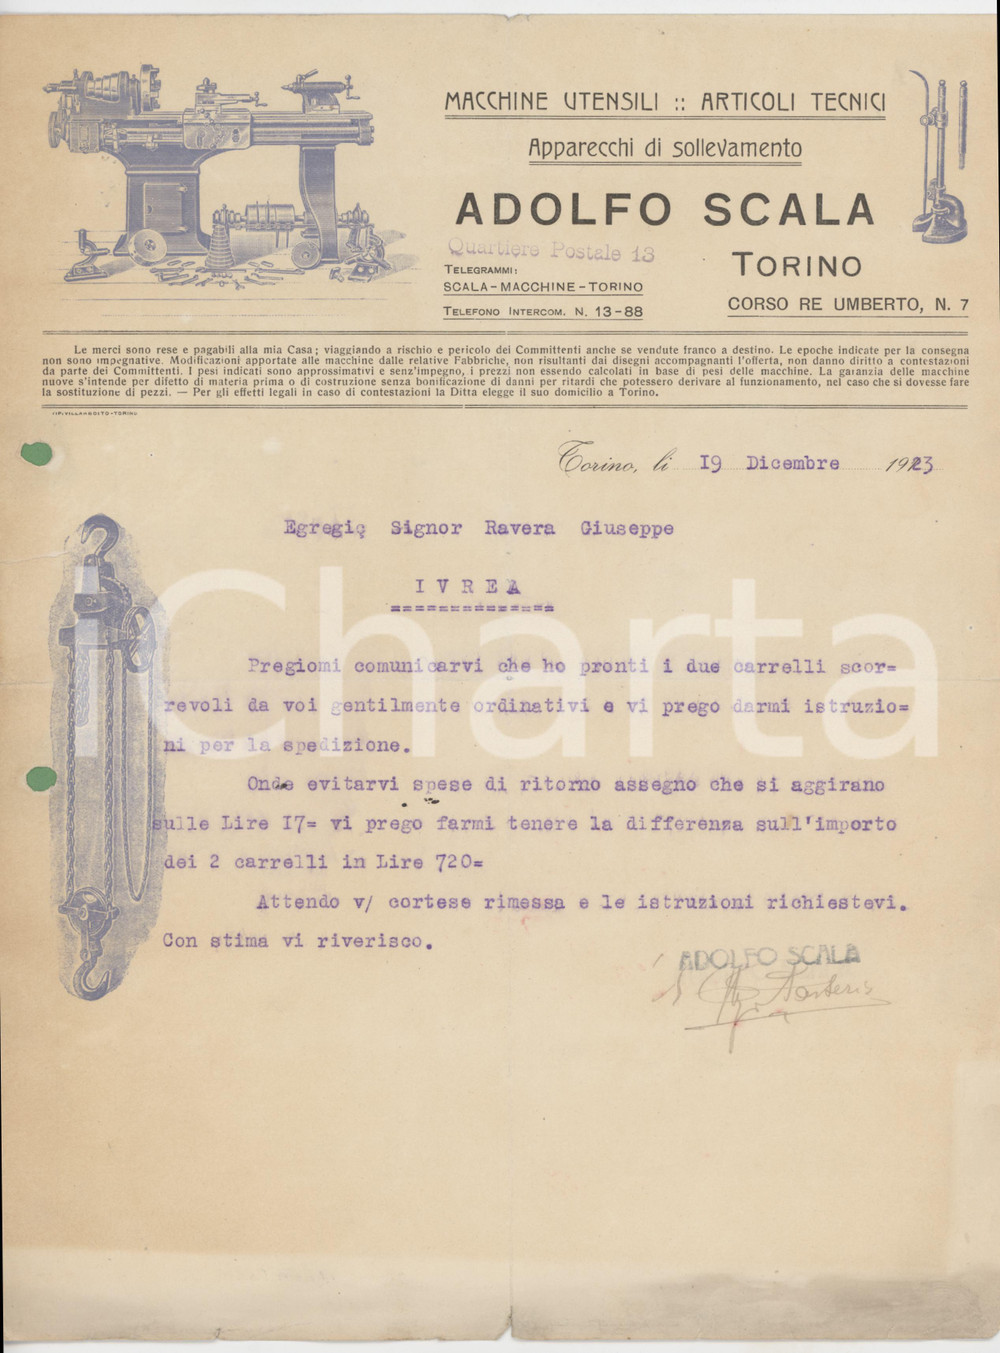 MACCHINE UTENSILI :: ARTICOLI TECNICI
Apparecchi di sollevamento
ADOLFO SCALA
Quartiere Postale 13
TORINO
TELEGRAMMI:
SCALA-MACCHINE-TORINO
TELEFONO INTERCOM. N. 13-88
CORSO RE UMBERTO, N. 7
Le merci sono rese e pagabili alla mia Casa; viaggiando a rischio e pericolo dei Committenti anche se vendute franco a destino. Le epoche indicate per la consegna
non sono impegnative. Modificazioni apportate alle macchine dalle relative Fabbriche, non risultanti dai disegni accompagnanti l'offerta, non danno diritto a contestazioni
da parte dei Committenti. I pesi indicati sono approssimativi e senz'impegno, i prezzi non essendo calcolati in base di pesi delle macchine. La garanzia delle macchine
nuove s'intende per difetto di materia prima o di costruzione senza bonificazione di danni per ritardi che potessero derivare al funzionamento, nel caso che si dovesse fare
la sostituzione di pezzi. — Per gli effetti legali in caso di contestazioni la Ditta elegge il suo domicilio a Torino.
Torino, li 19 Dicembre 1923
Egregio Signor Ravera Giuseppe
IVREA
==============
Pregiomi comunicarvi che ho pronti i due carrelli scor=
revoli da voi gentilmente ordinativi e vi prego darmi istruzio=
ni per la spedizione.
Onde evitarvi spese di ritorno assegno che si aggirano
sulle Lire 17= vi prego farmi tenere la differenza sull'importo
dei 2 carrelli in Lire 720=
Attendo v/ cortese rimessa e le istruzioni richiestevi.
Con stima vi riverisco.
ADOLFO SCALA
iCharta